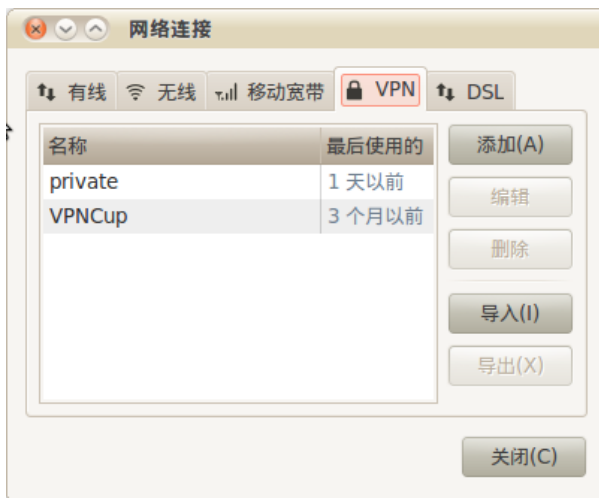 网络连接
有线 无线 移动宽带 VPN DSL
名称 最后使用的 添加(A)
private 1 天以前
编辑
VPNCup 3 个月以前
删除
导入(I)
导出(X)
关闭(C)